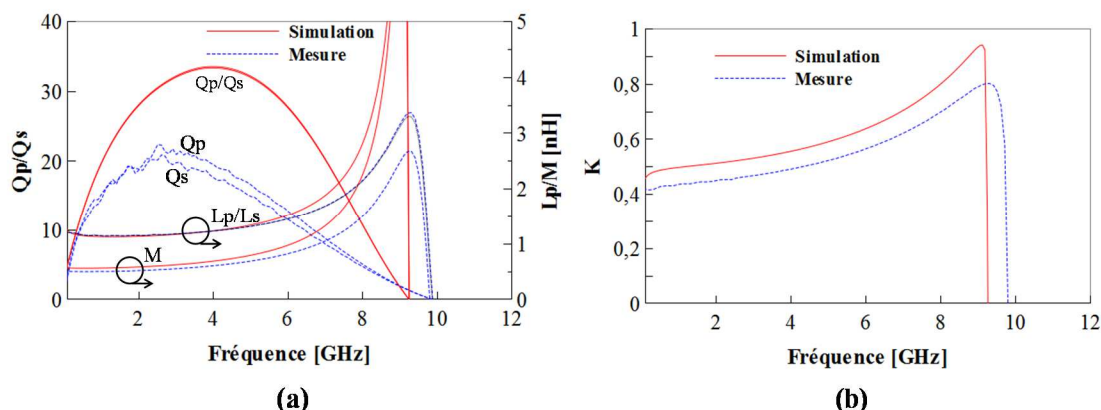 Simulation
Mesure
Qp/Qs
Qp
Qs
Lp/Ls
M
40
30
20
10
0
Qp/Qs
5
4
3
2
1
0
Lp/M [nH]
2
4
6
8
10
12
Fréquence [GHz]
(a)
Simulation
Mesure
1
0,8
0,6
0,4
0,2
0
K
2
4
6
8
10
12
Fréquence [GHz]
(b)